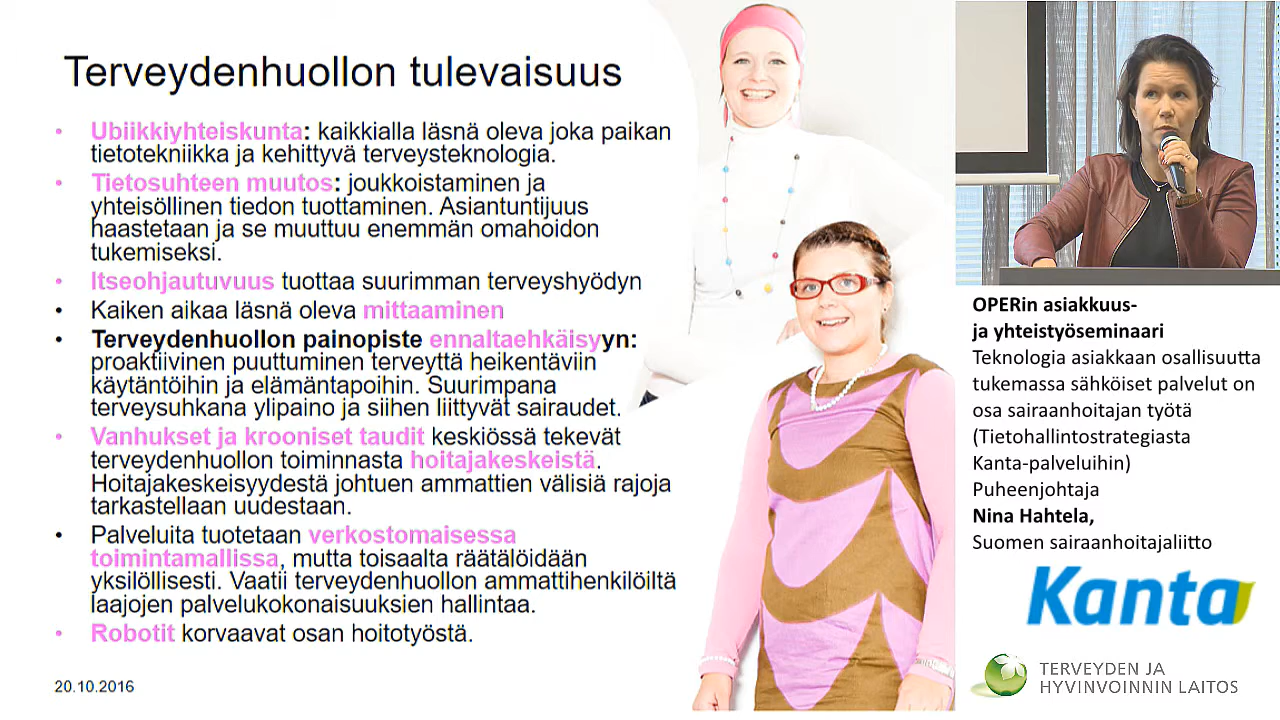 Terveydenhuollon tulevaisuus
• Ubiikkiyhteiskunta: kaikkialla läsnä oleva joka paikan
tietotekniikka ja kehittyvä terveysteknologia.
• Tietosuhteen muutos: joukkoistaminen ja
yhteisöllinen tiedon tuottaminen. Asiantuntijuus
haastetaan ja se muuttuu enemmän omahoidon
tukemiseksi.
• Itseohjautuvuus tuottaa suurimman terveyshyödyn
• Kaiken aikaa läsnä oleva mittaaminen
• Terveydenhuollon painopiste ennaltaehkäisyyn:
proaktiivinen puuttuminen terveyttä heikentäviin
käytäntöihin ja elämäntapoihin. Suurimpana
terveysuhkana ylipaino ja siihen liittyvät sairaudet.
• Vanhukset ja krooniset taudit keskiössä tekevät
terveydenhuollon toiminnasta hoitajakeskeistä.
Hoitajakeskeisyydestä johtuen ammattien välisiä rajoja
tarkastellaan uudestaan.
• Palveluita tuotetaan verkostomaisessa
toimintamallissa, mutta toisaalta räätälöidään
yksilöllisesti. Vaatii terveydenhuollon ammattihenkilöiltä
laajojen palvelukokonaisuuksien hallintaa.
• Robotit korvaavat osan hoitotyöstä.
20.10.2016
OPERin asiakkuus-
ja yhteistyöseminaari
Teknologia asiakkaan osallisuutta
tukemassa sähköiset palvelut on
osa sairaanhoitajan työtä
(Tietohallintostrategiasta
Kanta-palveluihin)
Puheenjohtaja
Nina Hahtela,
Suomen sairaanhoitajaliitto
Kanta
TERVEYDEN JA
HYVINVOINNIN LAITOS